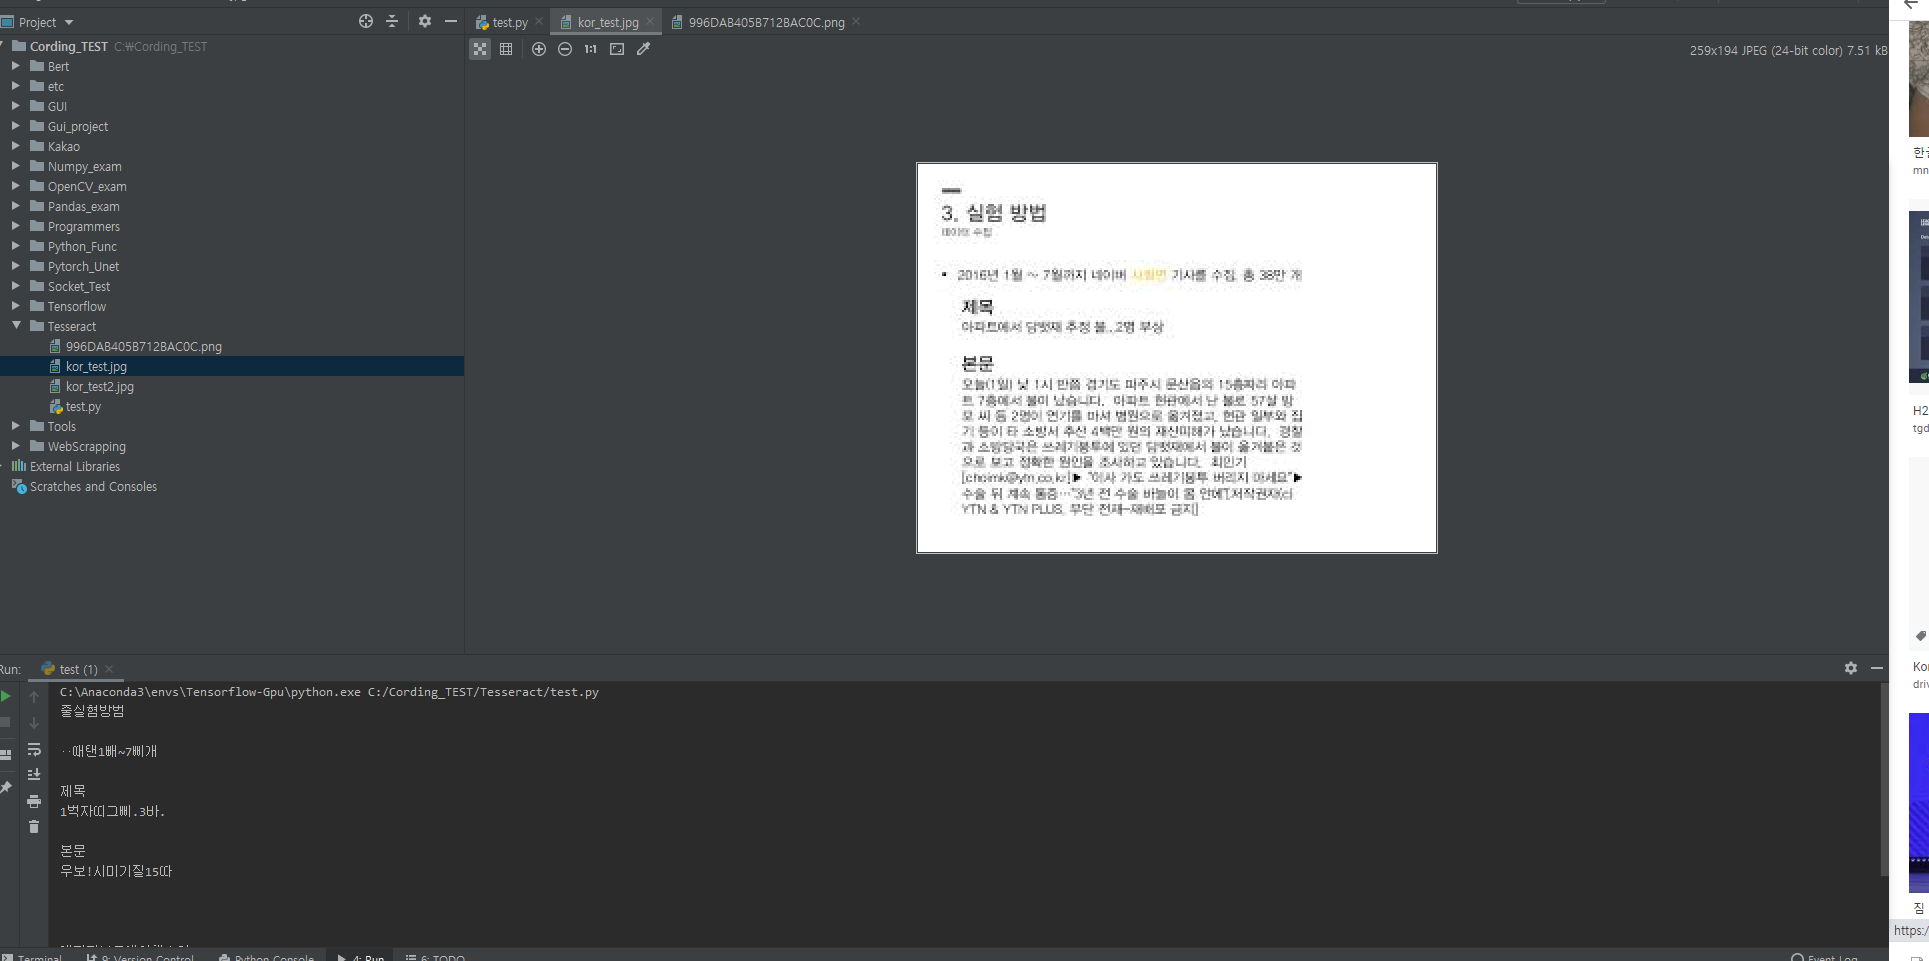 Project
test.py
kor_test.jpg
996DAB405B712BAC0C.png
1:1
259x194 JPEG (24-bit color) 7.51 kB
Cording_TEST C:₩Cording_TEST
Bert
etc
GUI
Gui_project
Kakao
Numpy_exam
OpenCV_exam
Pandas_exam
Programmers
Python_Func
Pytorch_Unet
Socket_Test
Tensorflow
Tesseract
996DAB405B712BAC0C.png
kor_test.jpg
kor_test2.jpg
test.py
Tools
WebScrapping
External Libraries
Scratches and Consoles
3. 실험 방법
데이터 수집
• 2016년 1월 ~ 7월까지 네이버 사회면 기사를 수집. 총 38만 개
제목
아파트에서 담뱃재 추정 불...2명 부상
본문
오늘(1일) 낮 1시 반쯤 경기도 파주시 문산읍의 15층짜리 아파
트 7층에서 불이 났습니다. 아파트 현관에서 난 불로 57살 방
모 씨 등 2명이 연기를 마셔 병원으로 옮겨졌고, 현관 일부와 집
기 등이 타 소방서 추산 4백만 원의 재산피해가 났습니다. 경찰
과 소방당국은 쓰레기봉투에 있던 담뱃재에서 불이 옮겨붙은 것
으로 보고 정확한 원인을 조사하고 있습니다. 최민기
[choimk@ytn.co.kr]▶ "이사 가도 쓰레기봉투 버리지 마세요"▶
수술 뒤 계속 통증…"3년 전 수술 바늘이 몸 안에"[저작권자(c)
YTN & YTN PLUS. 무단 전재-재배포 금지]
Run:
test (1)
C:\Anaconda3\envs\Tensorflow-Gpu\python.exe C:/Cording_TEST/Tesseract/test.py
줄실험방법
··때탠1빼~7삐개
제목
1벅자띠그삐.3바.
본문
우보!시미기질15따
Terminal
9: Version Control
Python Console
4: Run
6: TODO
Event Log
mn
H2
tgd
Kor
driv
짐
https:/